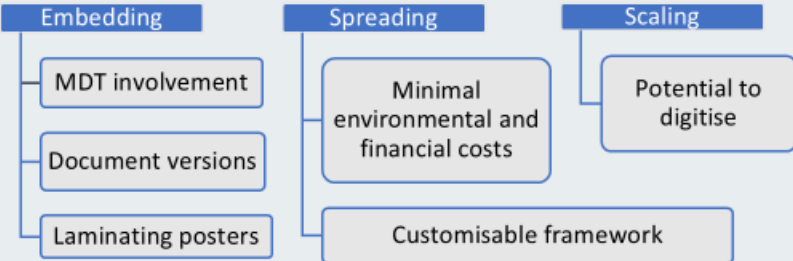 Embedding
MDT involvement
Document versions
Laminating posters
Spreading
Minimal
environmental and
financial costs
Customisable framework
Scaling
Potential to
digitise